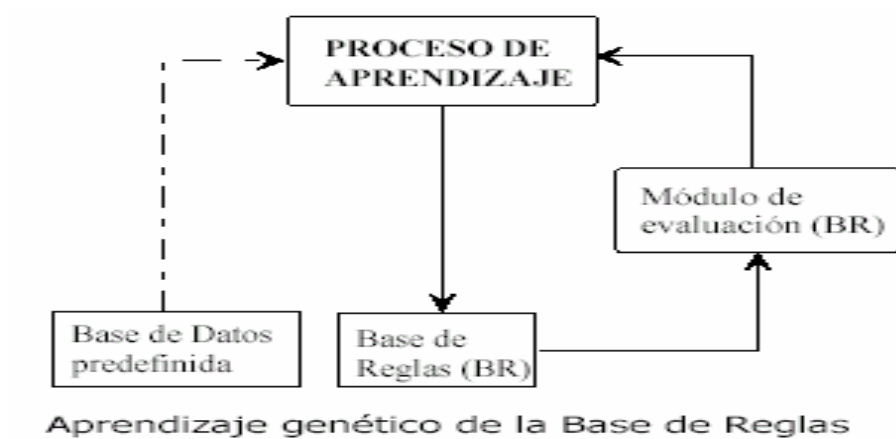 PROCESO DE
APRENDIZAJE
Módulo de
evaluación (BR)
Base de Datos
predefinida
Base de
Reglas (BR)
Aprendizaje genético de la Base de Reglas